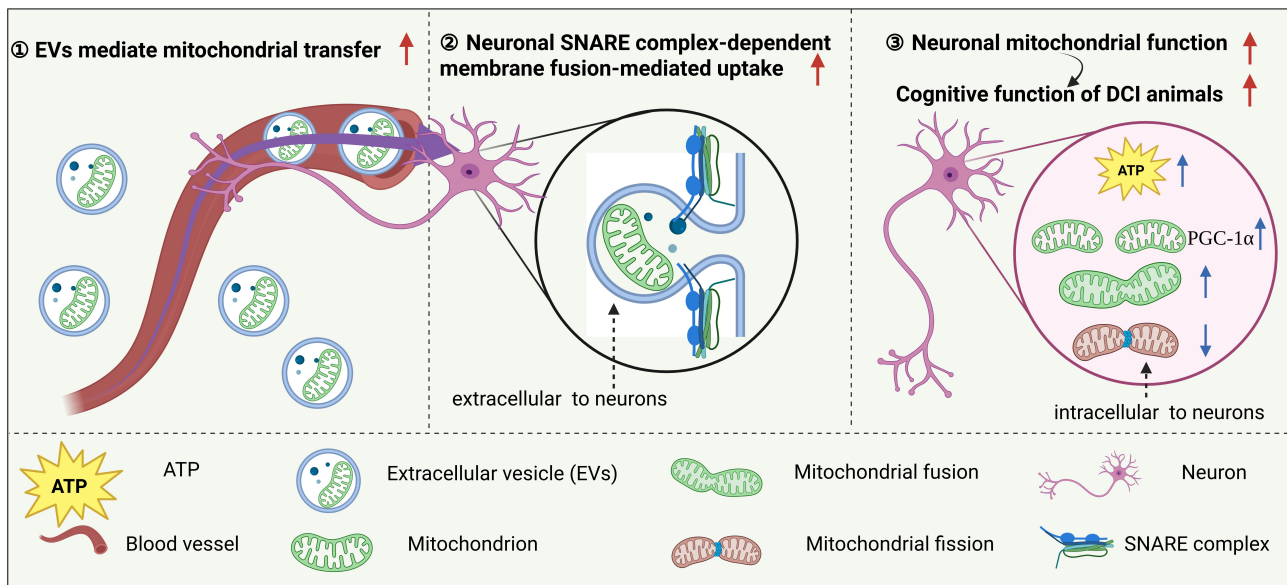 ① EVs mediate mitochondrial transfer
② Neuronal SNARE complex-dependent
membrane fusion-mediated uptake
extracellular to neurons
③ Neuronal mitochondrial function
Cognitive function of DCI animals
ATP
PGC-1α
intracellular to neurons
ATP
ATP
Extracellular vesicle (EVs)
Mitochondrial fusion
Neuron
Blood vessel
Mitochondrion
Mitochondrial fission
SNARE complex